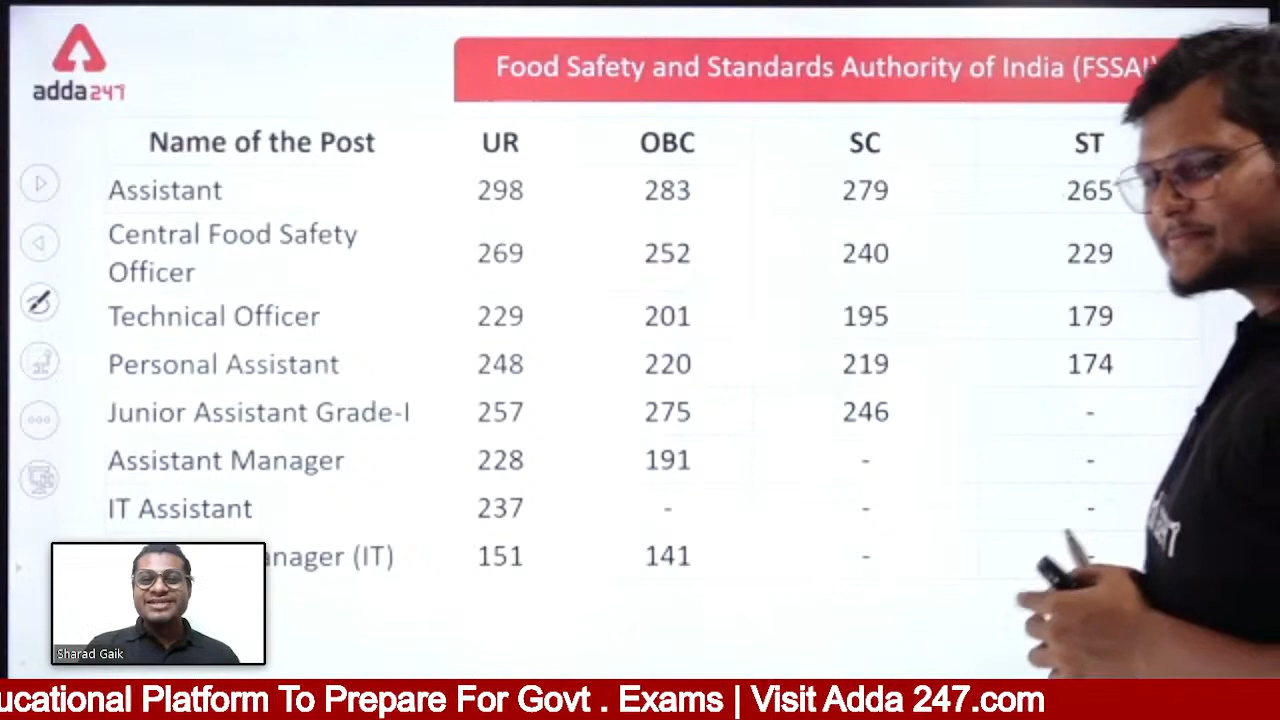 adda247
Food Safety and Standards Authority of India (FSSAI)
Name of the Post UR OBC SC ST
Assistant 298 283 279 265
Central Food Safety
Officer 269 252 240 229
Technical Officer 229 201 195 179
Personal Assistant 248 220 219 174
Junior Assistant Grade-I 257 275 246 -
Assistant Manager 228 191 - -
IT Assistant 237 - - -
anager (IT) 151 141 - -
Sharad Gaik
ucational Platform To Prepare For Govt . Exams | Visit Adda 247.com